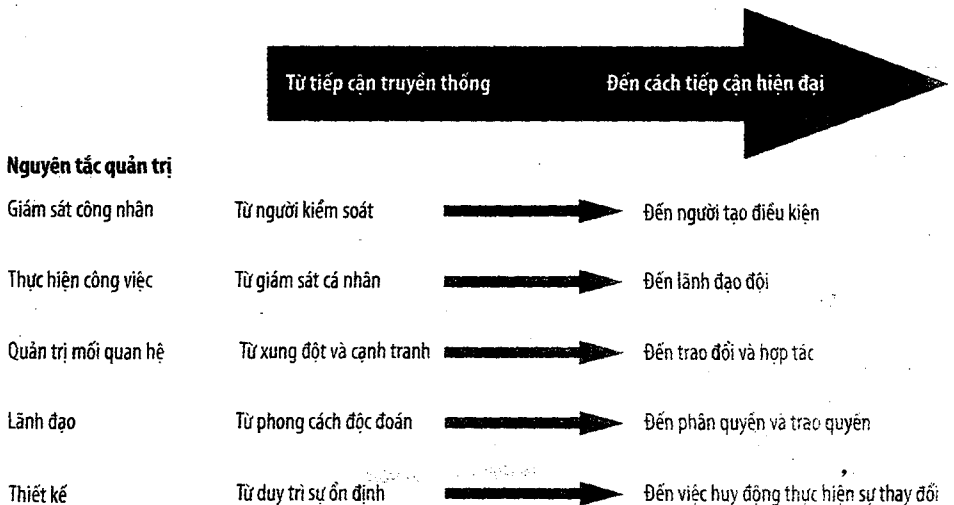 Từ tiếp cận truyền thống Đến cách tiếp cận hiện đại
Nguyên tắc quản trị
Giám sát công nhân Từ người kiểm soát Đến người tạo điều kiện
Thực hiện công việc Từ giám sát cá nhân Đến lãnh đạo đội
Quản trị mối quan hệ Từ xung đột và cạnh tranh Đến trao đổi và hợp tác
Lãnh đạo Từ phong cách độc đoán Đến phân quyền và trao quyền
Thiết kế Từ duy trì sự ổn định Đến việc huy động thực hiện sự thay đổi